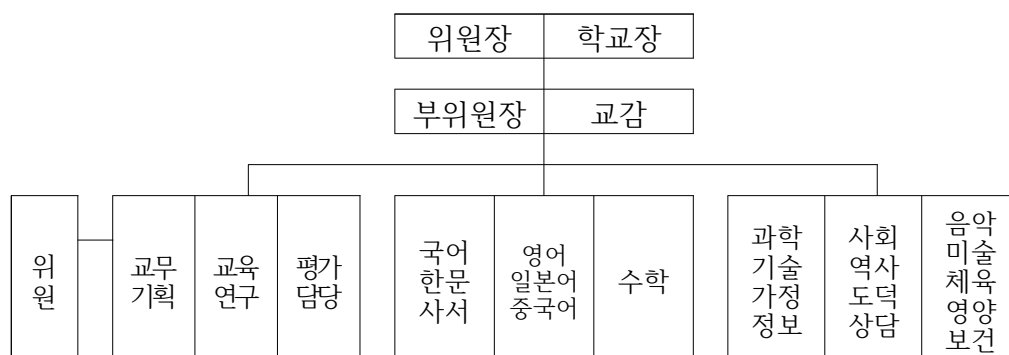 위원장 학교장
부위원장 교감
위
원
교무
기획
교육
연구
평가
담당
국어
한문
사서
영어
일본어
중국어
수학
과학
기술
가정
정보
사회
역사
도덕
상담
음악
미술
체육
영양
보건